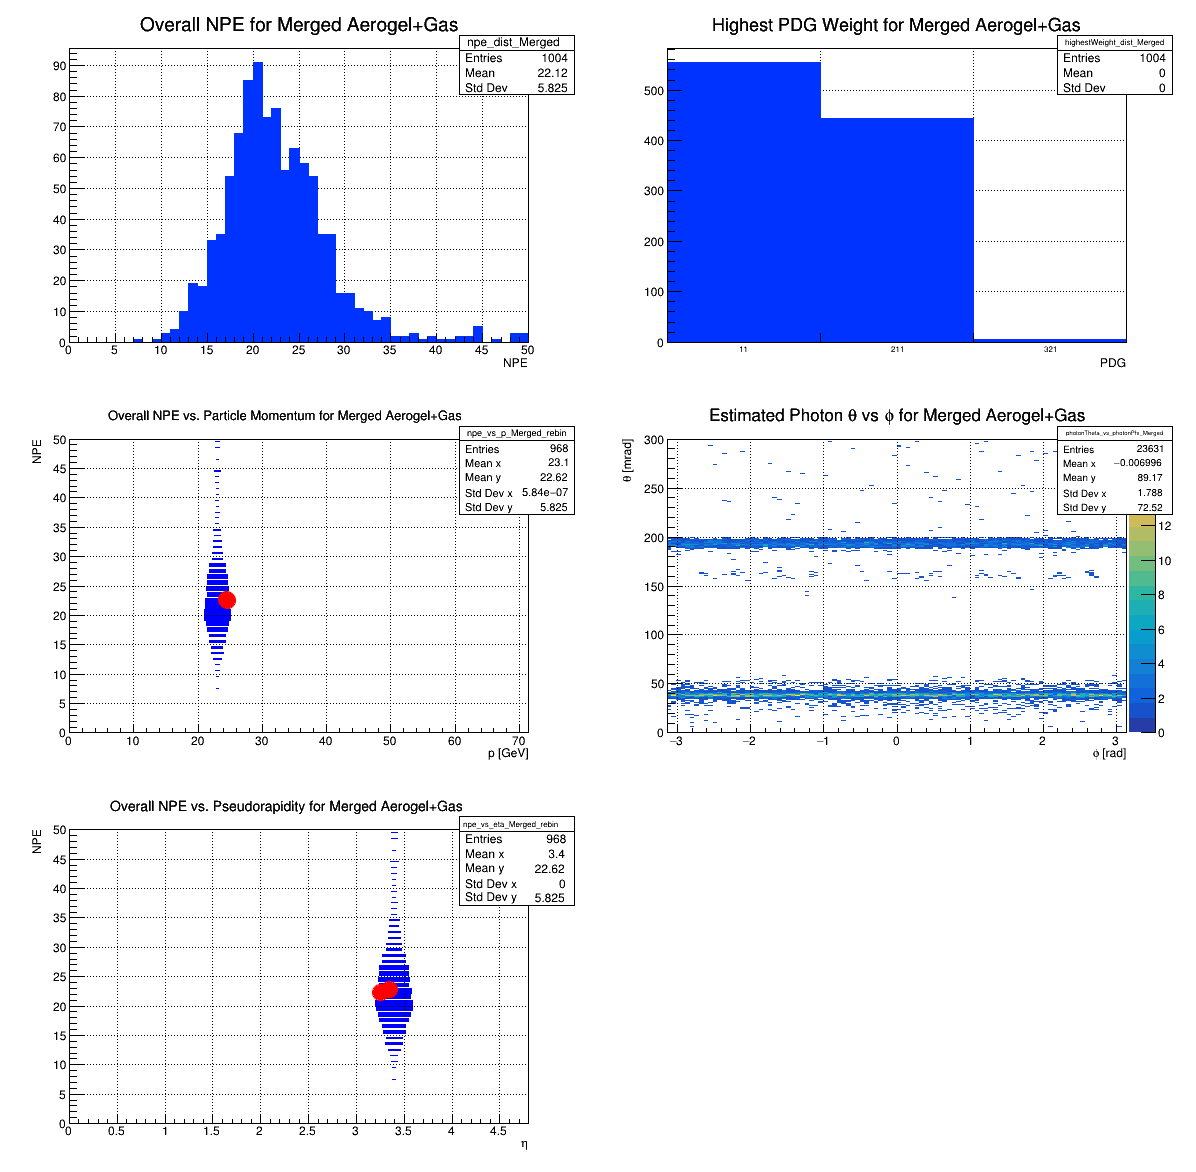 Overall NPE for Merged Aerogel+Gas
npe_dist_Merged
Entries 1004
Mean 22.12
Std Dev 5.825
90
80
70
60
50
40
30
20
10
0
0 5 10 15 20 25 30 35 40 45 50
NPE
Highest PDG Weight for Merged Aerogel+Gas
highestWeight_dist_Merged
Entries 1004
Mean 0
Std Dev 0
500
400
300
200
100
0
11 211 321
PDG
Overall NPE vs. Particle Momentum for Merged Aerogel+Gas
npe_vs_p_Merged_rebin
Entries 968
Mean x 23.1
Mean y 22.62
Std Dev x 5.84e−07
Std Dev y 5.825
NPE
50
45
40
35
30
25
20
15
10
5
0
0 10 20 30 40 50 60 70
p [GeV]
Estimated Photon θ vs ϕ for Merged Aerogel+Gas
photonTheta_vs_photonPhi_Merged
Entries 23631
Mean x −0.006996
Mean y 89.17
Std Dev x 1.788
Std Dev y 72.52
θ [mrad]
300
250
200
150
100
50
0
−3 −2 −1 0 1 2 3
ϕ [rad]
12
10
8
6
4
2
0
Overall NPE vs. Pseudorapidity for Merged Aerogel+Gas
npe_vs_eta_Merged_rebin
Entries 968
Mean x 3.4
Mean y 22.62
Std Dev x 0
Std Dev y 5.825
NPE
50
45
40
35
30
25
20
15
10
5
0
0 0.5 1 1.5 2 2.5 3 3.5 4 4.5
η